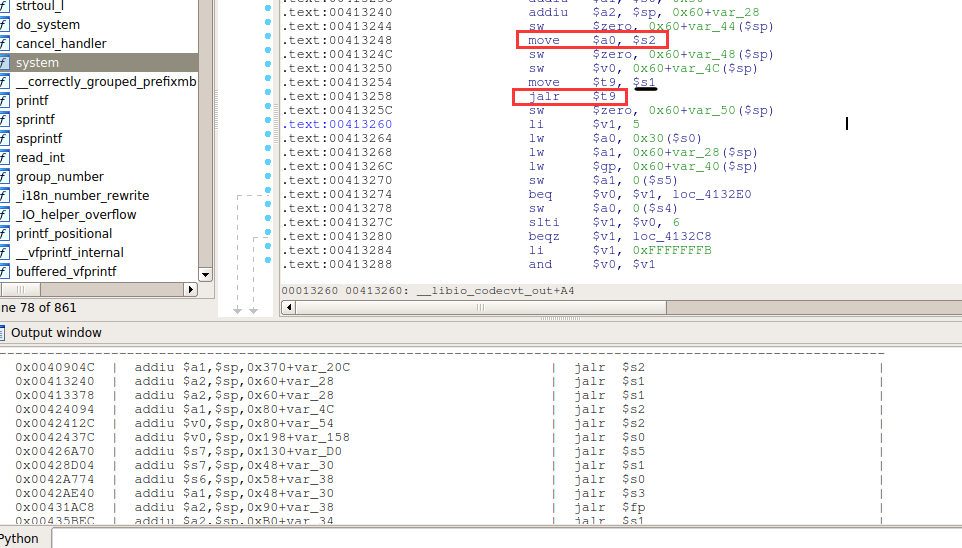 strtoul_l
do_system
cancel_handler
system
__correctly_grouped_prefixmb
printf
sprintf
asprintf
read_int
group_number
_i18n_number_rewrite
_IO_helper_overflow
printf_positional
__vfprintf_internal
buffered_vfprintf
ne 78 of 861
.text:00413240 addiu $a2, $sp, 0x60+var_28
.text:00413244 sw $zero, 0x60+var_44($sp)
.text:00413248 move $a0, $s2
.text:0041324C sw $zero, 0x60+var_48($sp)
.text:00413250 sw $v0, 0x60+var_4C($sp)
.text:00413254 move $t9, $s1
.text:00413258 jalr $t9
.text:0041325C sw $zero, 0x60+var_50($sp)
.text:00413260 li $v1, 5
.text:00413264 lw $a0, 0x30($s0)
.text:00413268 lw $a1, 0x60+var_28($sp)
.text:0041326C lw $gp, 0x60+var_40($sp)
.text:00413270 sw $a1, 0($s5)
.text:00413274 beq $v0, $v1, loc_4132E0
.text:00413278 sw $a0, 0($s4)
.text:0041327C slti $v1, $v0, 6
.text:00413280 beqz $v1, loc_4132C8
.text:00413284 li $v1, 0xFFFFFFFB
.text:00413288 and $v0, $v1
00013260 00413260: __libio_codecvt_out+A4
Output window
0x0040904C | addiu $a1,$sp,0x370+var_20C | jalr $s2 |
0x00413240 | addiu $a2,$sp,0x60+var_28 | jalr $s1 |
0x00413378 | addiu $a2,$sp,0x60+var_28 | jalr $s1 |
0x00424094 | addiu $a1,$sp,0x80+var_4C | jalr $s2 |
0x0042412C | addiu $v0,$sp,0x80+var_54 | jalr $s2 |
0x0042437C | addiu $v0,$sp,0x198+var_158 | jalr $s0 |
0x00426A70 | addiu $s7,$sp,0x130+var_D0 | jalr $s5 |
0x00428D04 | addiu $s7,$sp,0x48+var_30 | jalr $s1 |
0x0042A774 | addiu $s6,$sp,0x58+var_38 | jalr $s0 |
0x0042AE40 | addiu $a1,$sp,0x48+var_30 | jalr $s3 |
0x00431AC8 | addiu $a2,$sp,0x90+var_38 | jalr $fp |
0x00435BEC | addiu $a2,$sp,0xB0+var_34 | jalr $s1 |
Python